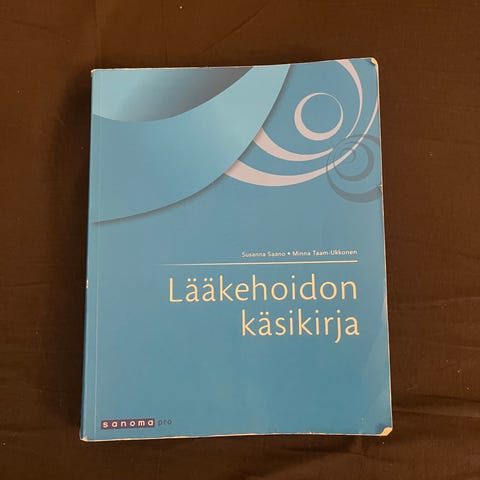 Susanna Saano • Minna Taam-Ukkonen
Lääkehoidon
käsikirja
sanoma pro